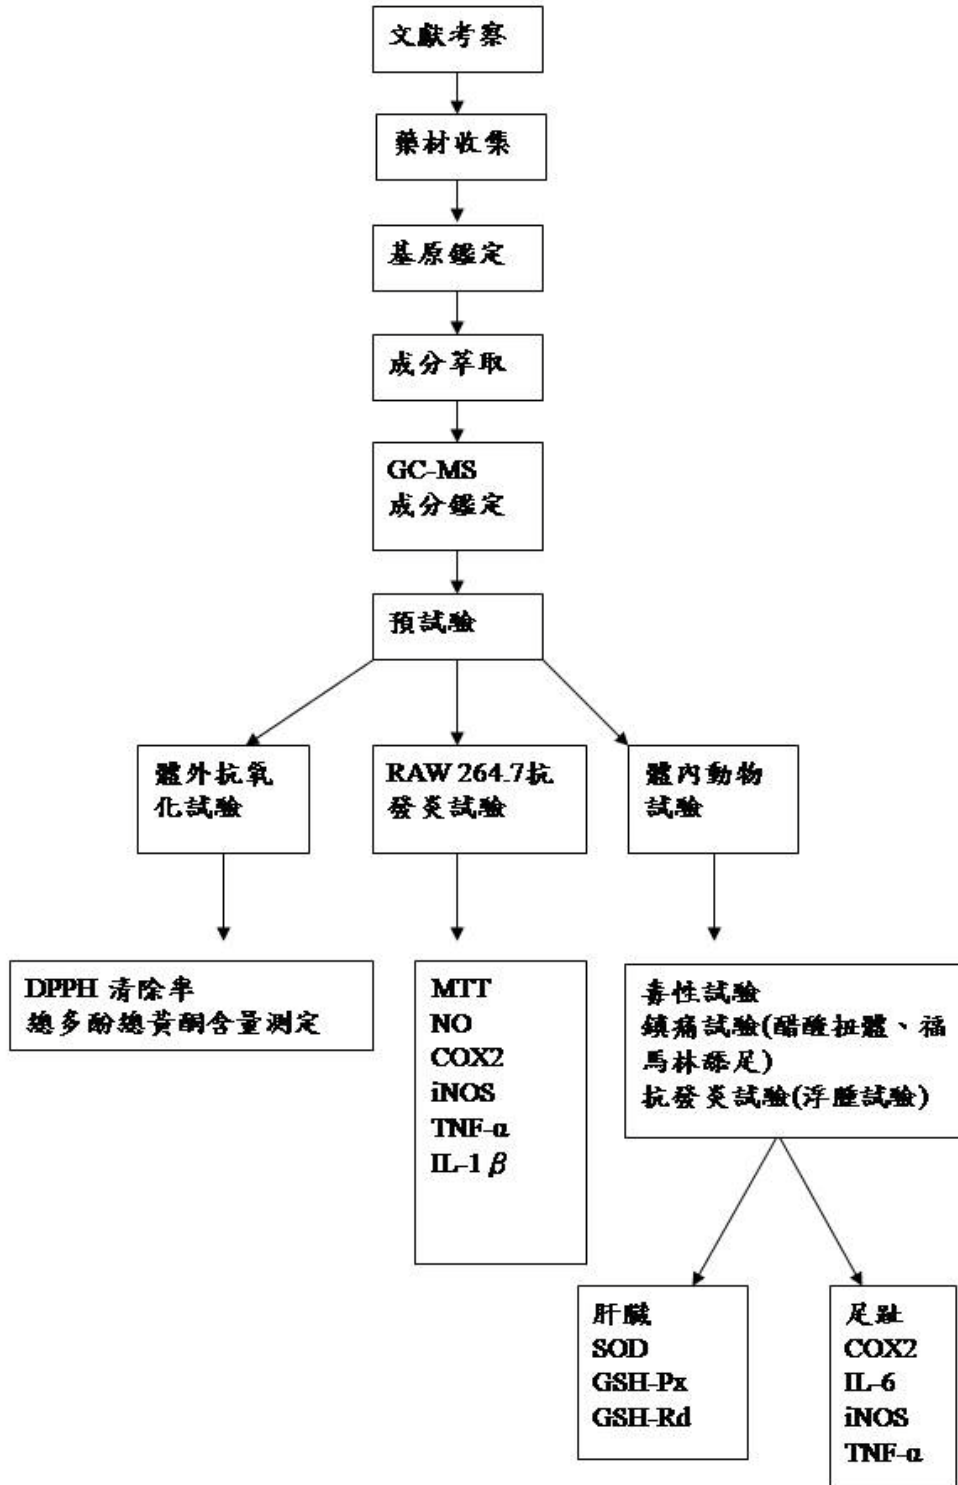 文獻考察
藥材收集
基原鑑定
成分萃取
GC-MS
成分鑑定
預試驗
體外抗氧
化試驗
RAW 264.7抗
發炎試驗
體內動物
試驗
DPPH 清除率
總多酚總黃酮含量測定
MTT
NO
COX2
iNOS
TNF-α
IL-1 β
毒性試驗
鎮痛試驗(醋酸扭體、福
馬林舔足)
抗發炎試驗(浮腫試驗)
肝臟
SOD
GSH-Px
GSH-Rd
足趾
COX2
IL-6
iNOS
TNF-α